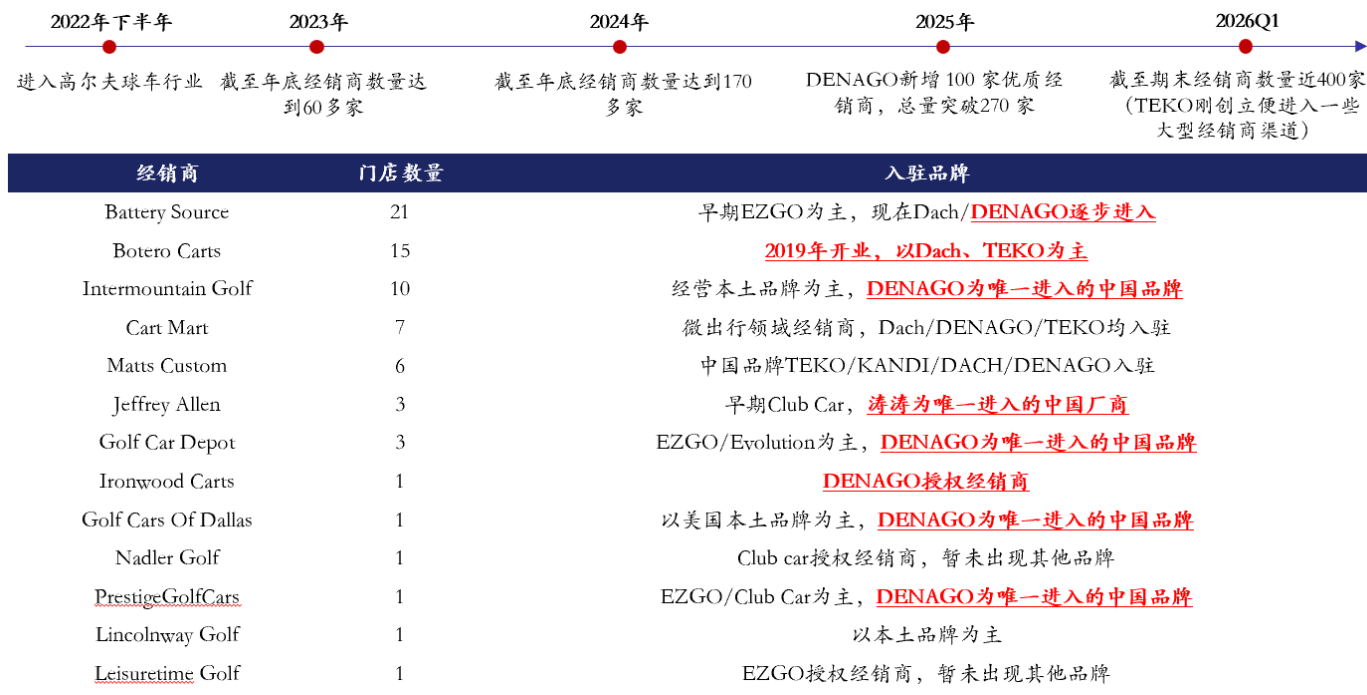 2022年下半年 2023年 2024年 2025年 2026Q1
进入高尔夫球车行业 截至年底经销商数量达 截至年底经销商数量达到170 DENAGO新增 100 家优质经 截至期末经销商数量近400家
到60多家 多家 销商，总量突破270 家 （TEKO刚创立便进入一些
大型经销商渠道）
经销商 门店数量 入驻品牌
Battery Source 21 早期EZGO为主，现在Dach/DENAGO逐步进入
Botero Carts 15 2019年开业，以Dach、TEKO为主
Intermountain Golf 10 经营本土品牌为主，DENAGO为唯一进入的中国品牌
Cart Mart 7 微出行领域经销商，Dach/DENAGO/TEKO均入驻
Matts Custom 6 中国品牌TEKO/KANDI/DACH/DENAGO入驻
Jeffrey Allen 3 早期Club Car，涛涛为唯一进入的中国厂商
Golf Car Depot 3 EZGO/Evolution为主，DENAGO为唯一进入的中国品牌
Ironwood Carts 1 DENAGO授权经销商
Golf Cars Of Dallas 1 以美国本土品牌为主，DENAGO为唯一进入的中国品牌
Nadler Golf 1 Club car授权经销商，暂未出现其他品牌
PrestigeGolfCars 1 EZGO/Club Car为主，DENAGO为唯一进入的中国品牌
Lincolnway Golf 1 以本土品牌为主
Leisuretime Golf 1 EZGO授权经销商，暂未出现其他品牌